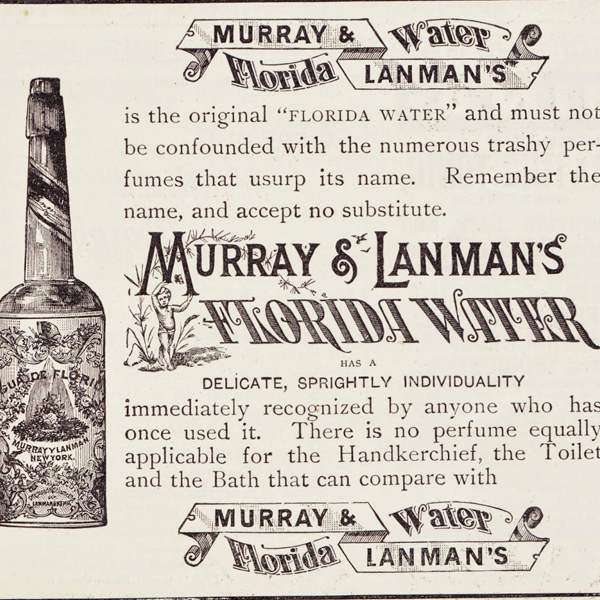 MURRAY & LANMAN'S
Florida Water
is the original "FLORIDA WATER" and must not
be confounded with the numerous trashy per-
fumes that usurp its name. Remember the
name, and accept no substitute.
MURRAY & LANMAN'S
FLORIDA WATER
HAS A
DELICATE, SPRIGHTLY INDIVIDUALITY
immediately recognized by anyone who has
once used it. There is no perfume equally
applicable for the Handkerchief, the Toilet
and the Bath that can compare with
MURRAY & LANMAN'S
Florida Water
GUA DE FLORI
MURRAY Y LANMAN
NEW YORK.